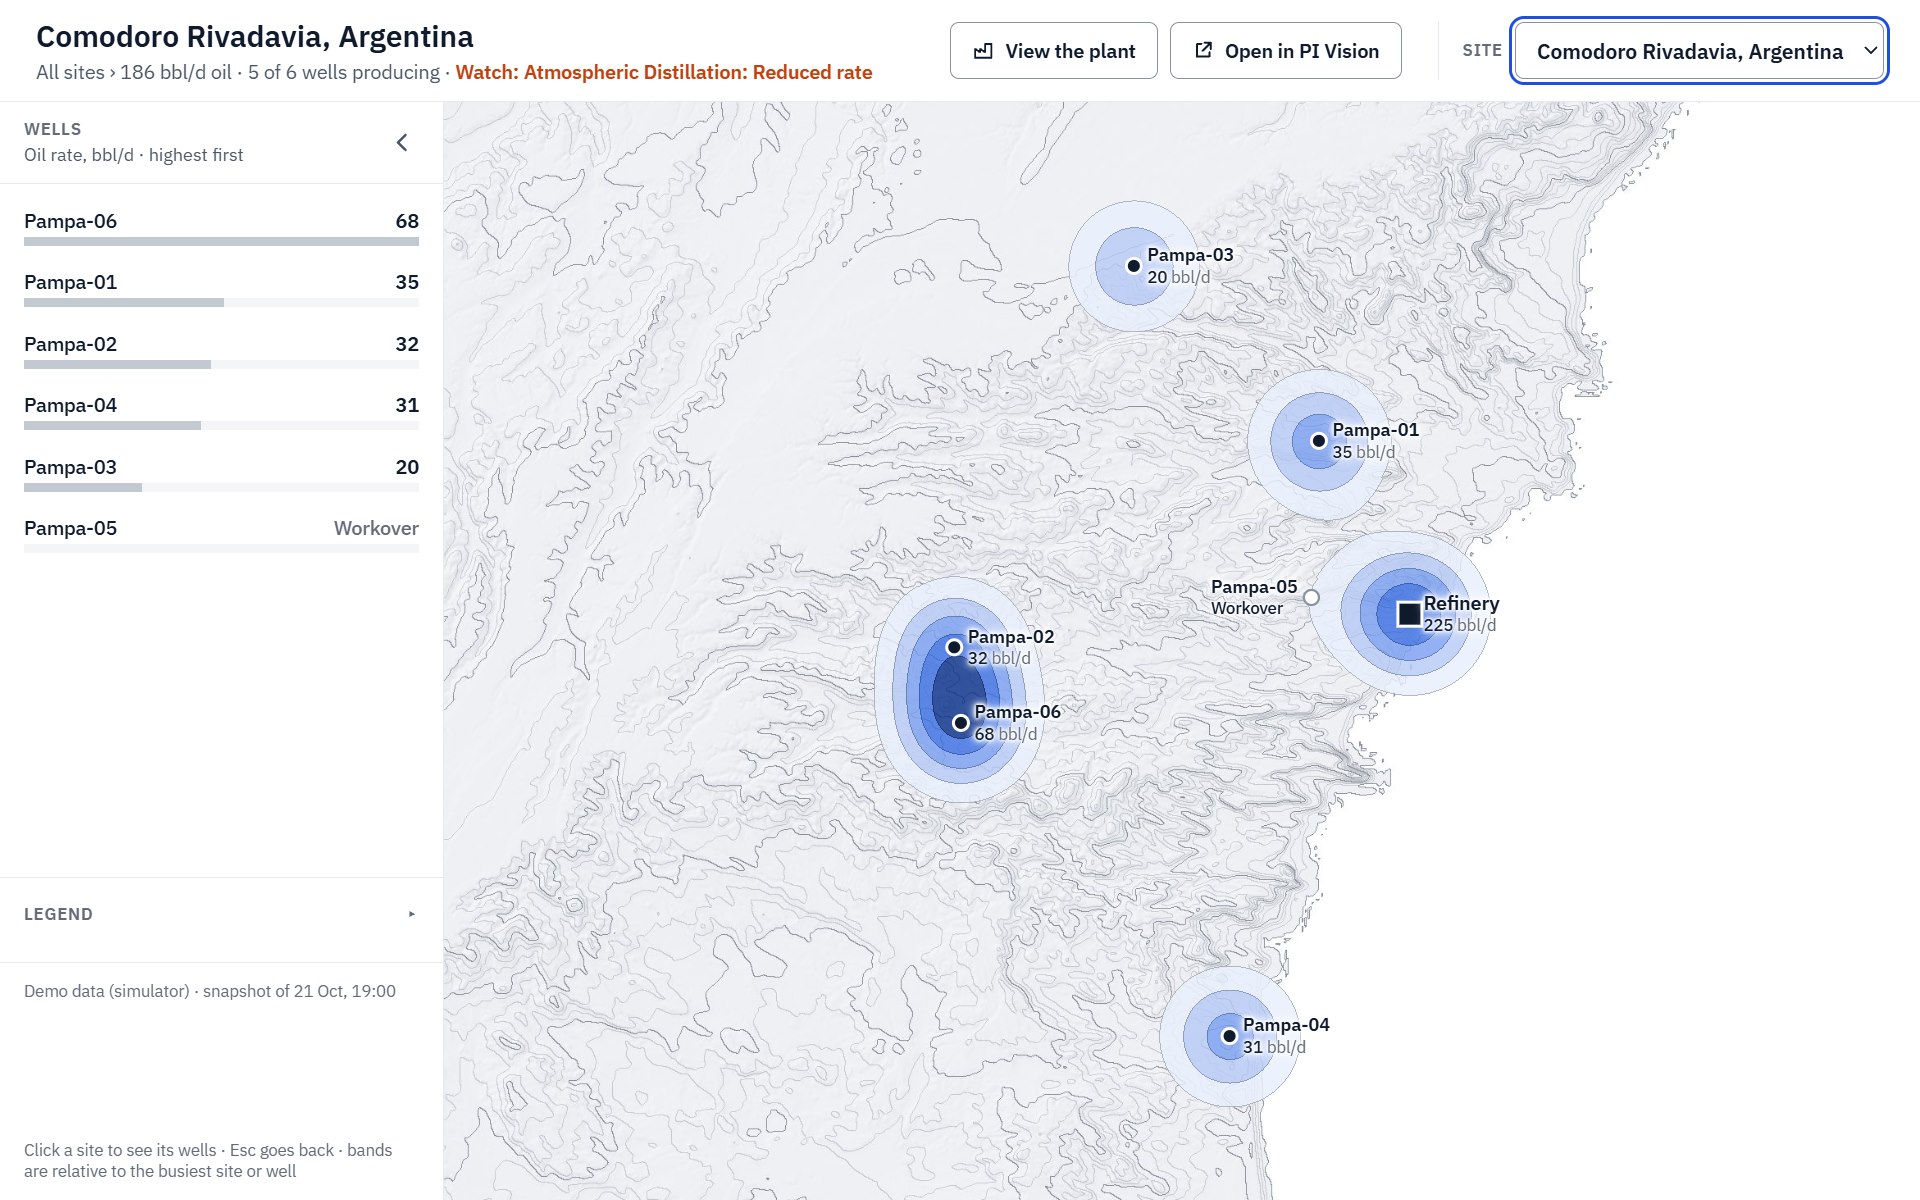 Comodoro Rivadavia, Argentina
All sites › 186 bbl/d oil · 5 of 6 wells producing · Watch: Atmospheric Distillation: Reduced rate
View the plant
Open in PI Vision
SITE
Comodoro Rivadavia, Argentina
WELLS
Oil rate, bbl/d · highest first
Pampa-06 68
Pampa-01 35
Pampa-02 32
Pampa-04 31
Pampa-03 20
Pampa-05 Workover
LEGEND
Demo data (simulator) · snapshot of 21 Oct, 19:00
Click a site to see its wells · Esc goes back · bands
are relative to the busiest site or well
Pampa-03
20 bbl/d
Pampa-01
35 bbl/d
Pampa-05
Workover
Refinery
225 bbl/d
Pampa-02
32 bbl/d
Pampa-06
68 bbl/d
Pampa-04
31 bbl/d